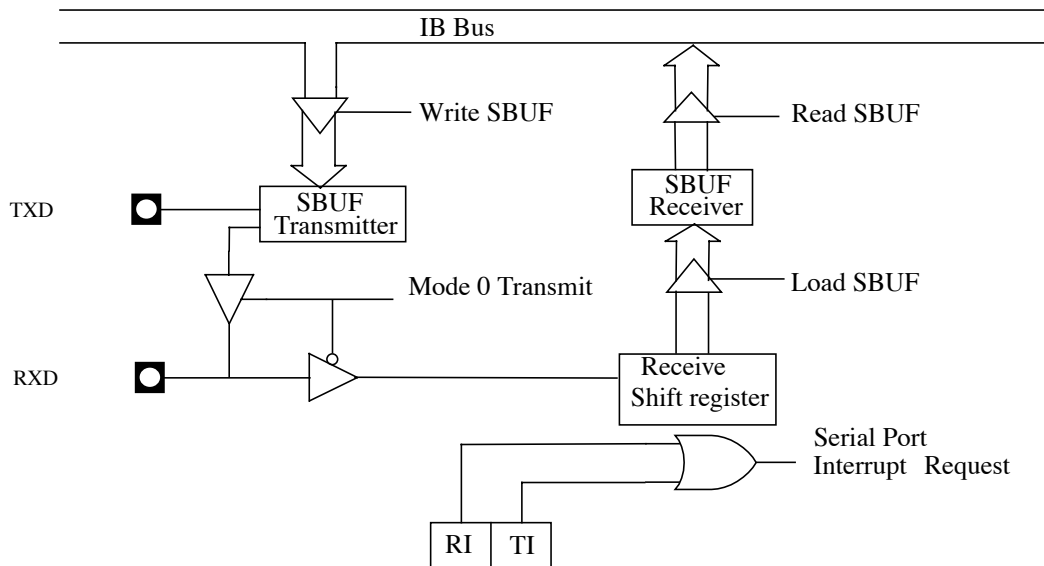 IB Bus
Write SBUF
Read SBUF
TXD
SBUF
Transmitter
SBUF
Receiver
Mode 0 Transmit
Load SBUF
RXD
Receive
Shift register
Serial Port
Interrupt Request
RI
TI